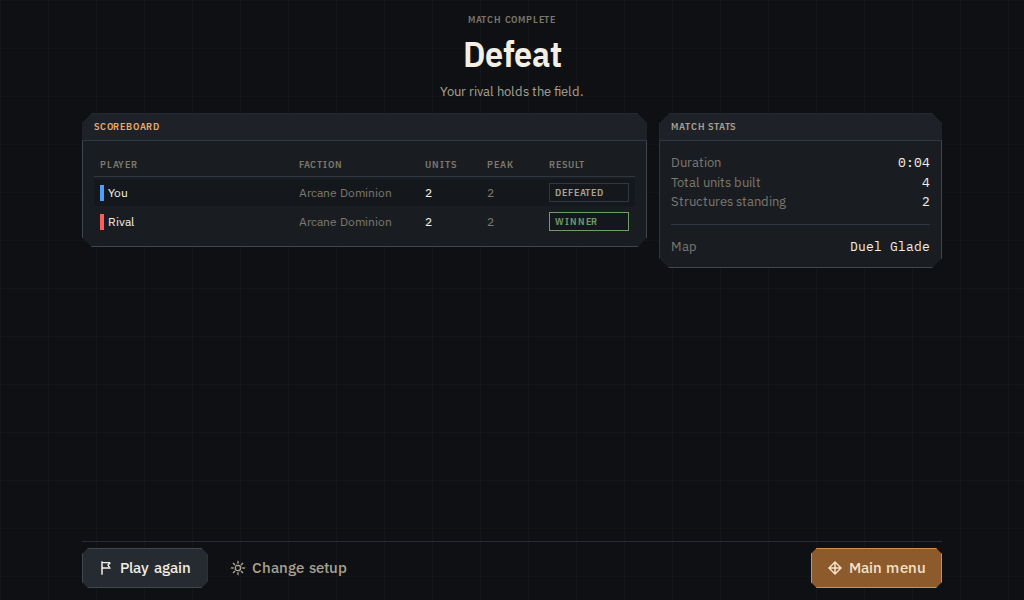 MATCH COMPLETE
Defeat
Your rival holds the field.
SCOREBOARD
PLAYER FACTION UNITS PEAK RESULT
You Arcane Dominion 2 2 DEFEATED
Rival Arcane Dominion 2 2 WINNER
MATCH STATS
Duration 0:04
Total units built 4
Structures standing 2
Map Duel Glade
Play again Change setup Main menu